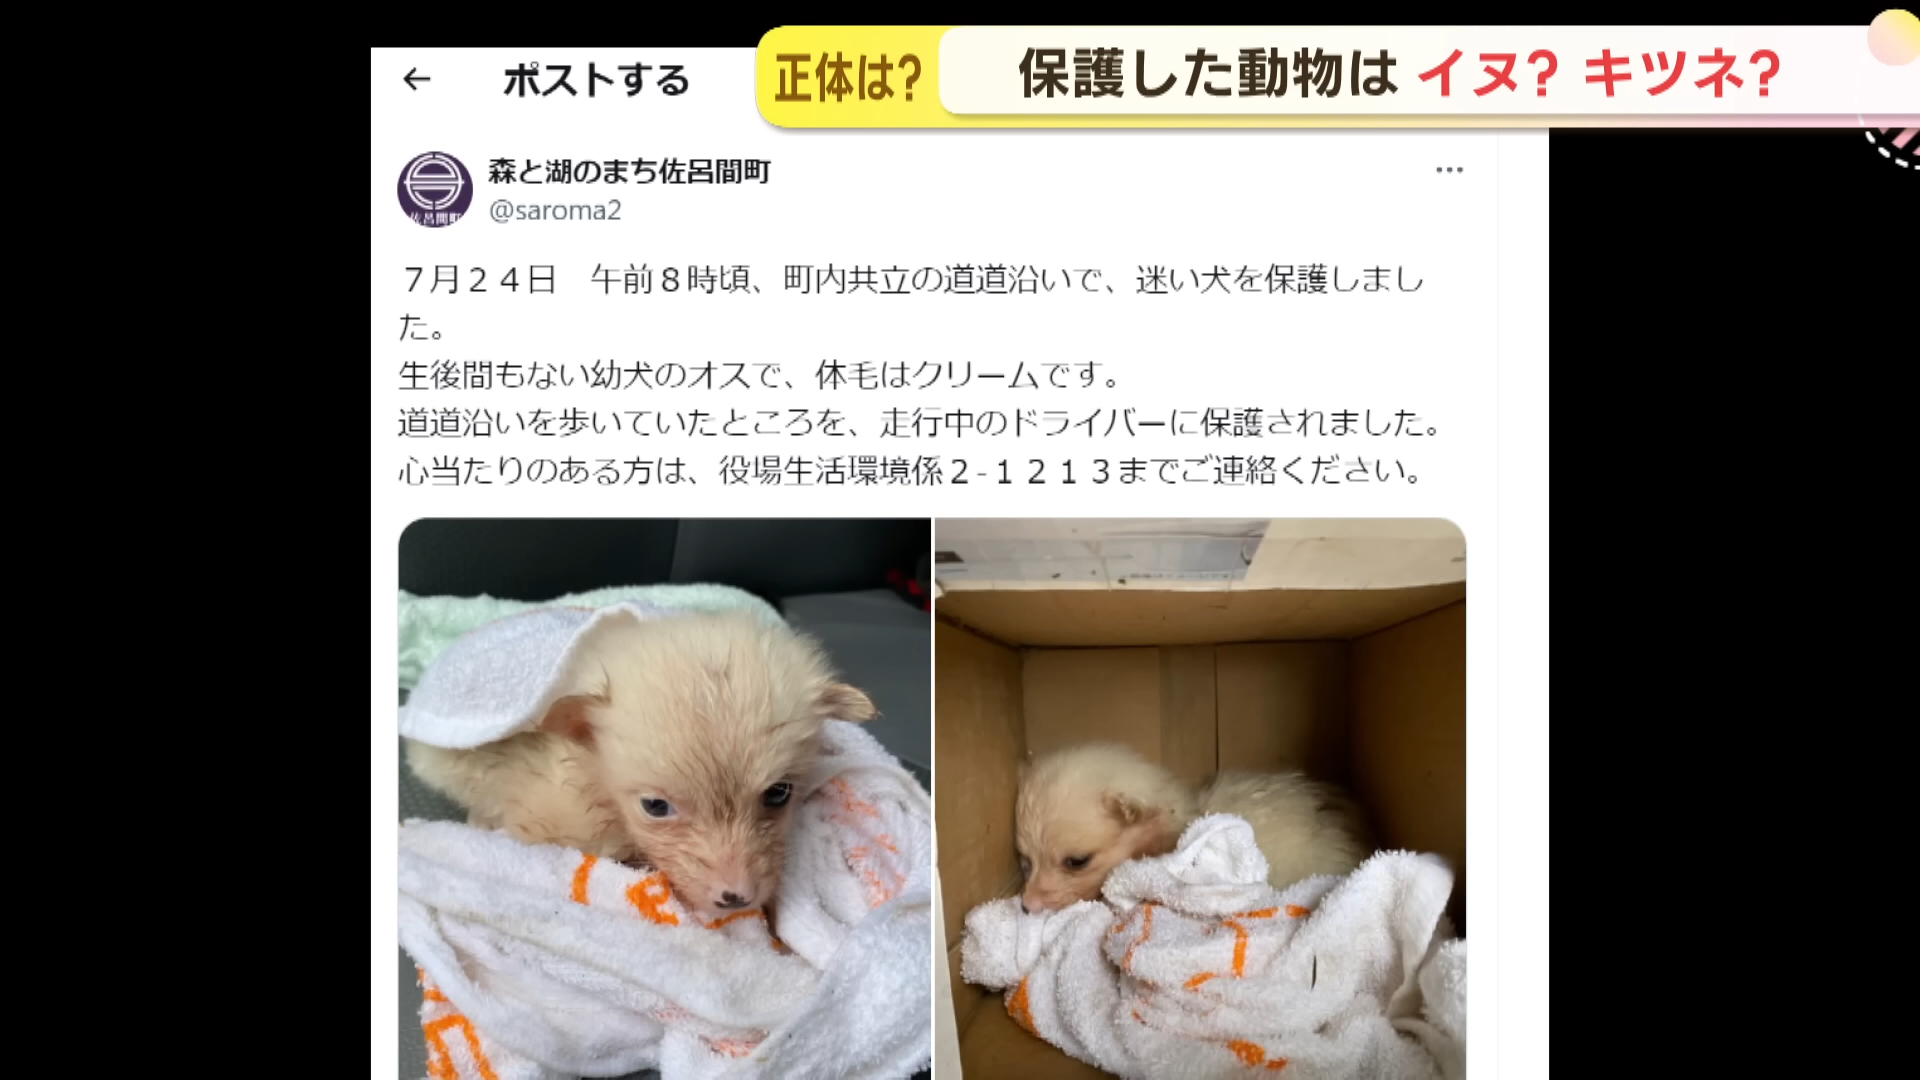 正体は?
保護した動物は イヌ? キツネ?
← ポストする
佐呂間町
森と湖のまち佐呂間町
@saroma2
7月24日　午前8時頃、町内共立の道道沿いで、迷い犬を保護しまし
た。
生後間もない幼犬のオスで、体毛はクリームです。
道道沿いを歩いていたところを、走行中のドライバーに保護されました。
心当たりのある方は、役場生活環境係2-1213までご連絡ください。